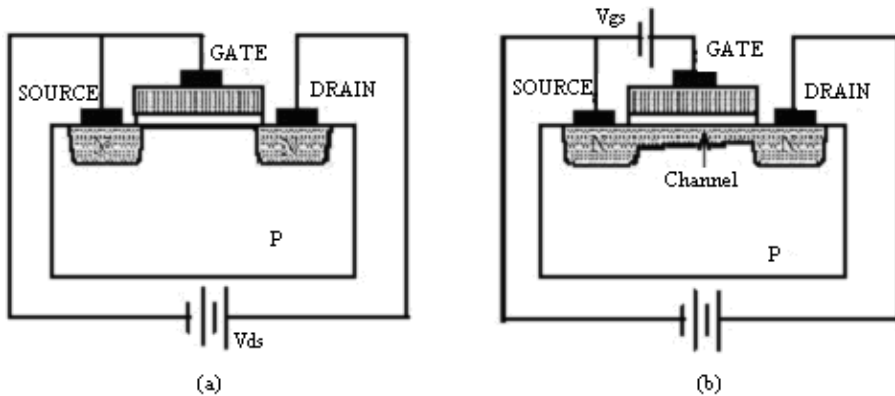 GATE
SOURCE
DRAIN
N
N
P
Vds
(a)
Vgs
GATE
SOURCE
DRAIN
N
N
Channel
P
(b)